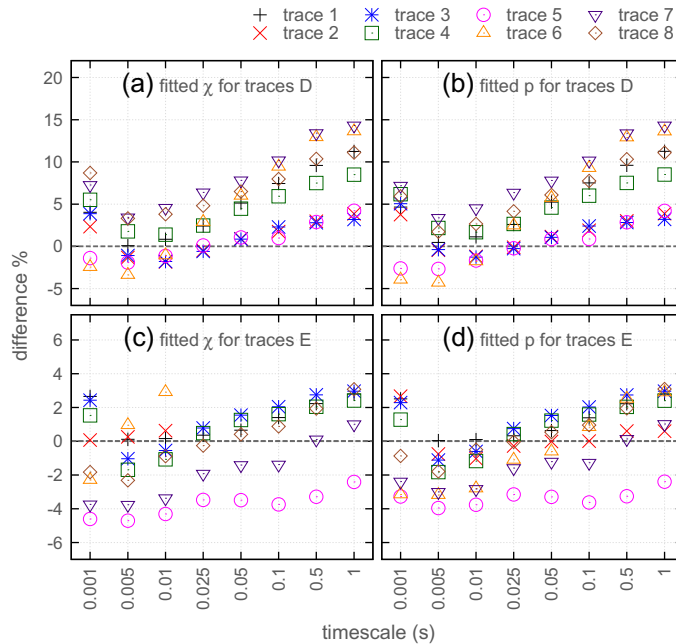 trace 1 trace 3 trace 5 trace 7
trace 2 trace 4 trace 6 trace 8
(a) fitted χ for traces D
(b) fitted p for traces D
20
15
10
5
0
-5
difference %
(c) fitted χ for traces E
(d) fitted p for traces E
6
4
2
0
-2
-4
-6
0.001 0.005 0.01 0.025 0.05 0.1 0.5 1
0.001 0.005 0.01 0.025 0.05 0.1 0.5 1
timescale (s)